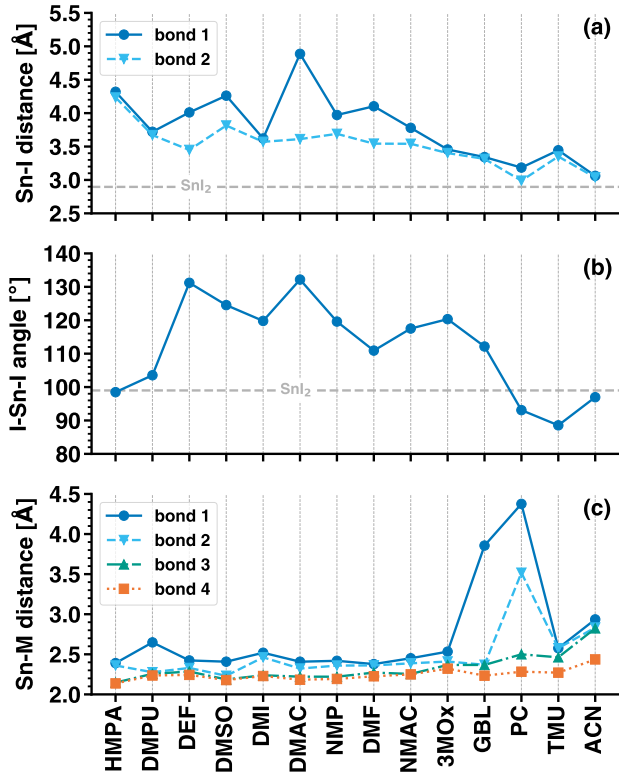 (a)
Sn-I distance [Å]
5.5
5.0
4.5
4.0
3.5
3.0
2.5
bond 1
bond 2
SnI₂
(b)
I-Sn-I angle [°]
140
130
120
110
100
90
80
SnI₂
(c)
Sn-M distance [Å]
4.5
4.0
3.5
3.0
2.5
2.0
bond 1
bond 2
bond 3
bond 4
HMPA
DMPU
DEF
DMSO
DMI
DMAC
NMP
DMF
NMAC
3MOx
GBL
PC
TMU
ACN